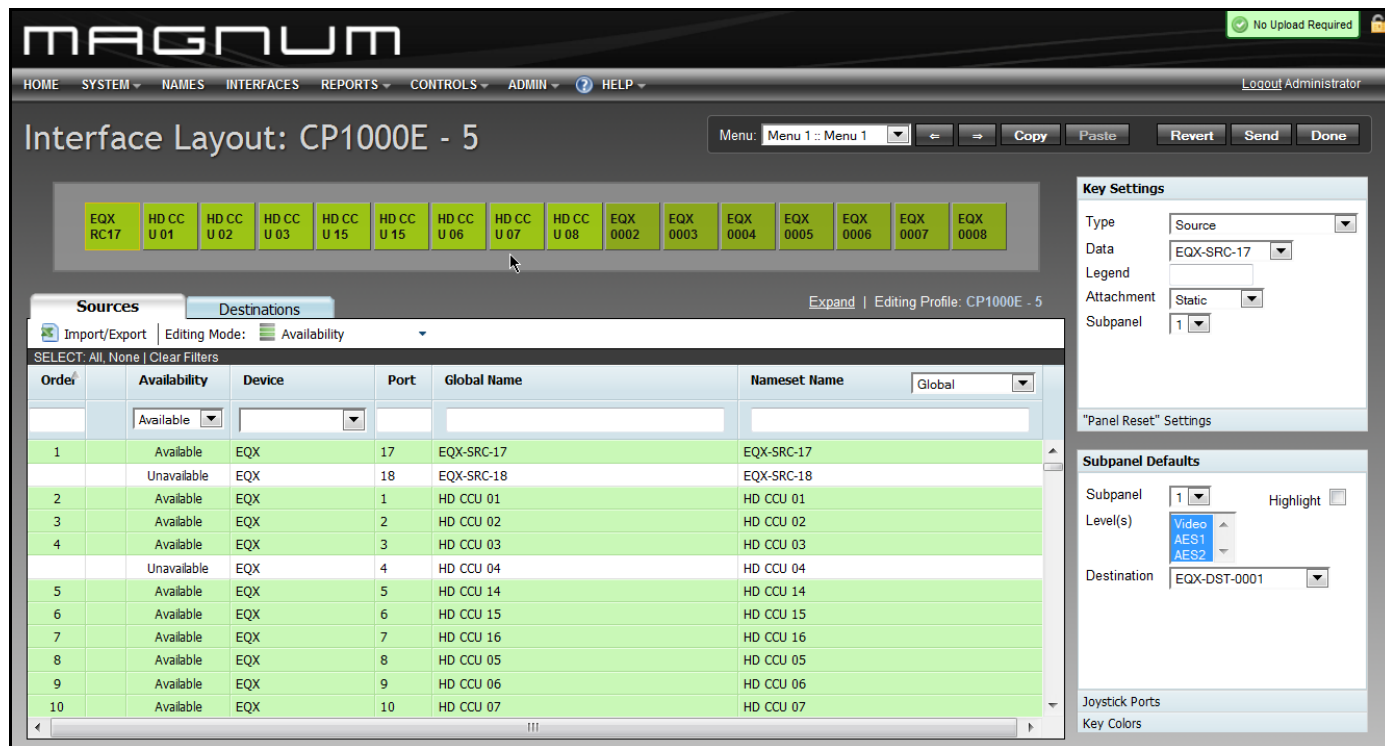 MAGNUM
No Upload Required
HOME SYSTEM NAMES INTERFACES REPORTS CONTROLS ADMIN ? HELP
Logout Administrator
Interface Layout: CP1000E - 5
Menu: Menu 1 :: Menu 1 ⇐ ⇒ Copy Paste Revert Send Done
EQX RC17
HD CC U 01
HD CC U 02
HD CC U 03
HD CC U 15
HD CC U 15
HD CC U 06
HD CC U 07
HD CC U 08
EQX 0002
EQX 0003
EQX 0004
EQX 0005
EQX 0006
EQX 0007
EQX 0008
Sources Destinations
Expand | Editing Profile: CP1000E - 5
Import/Export Editing Mode: Availability
SELECT: All, None | Clear Filters
Order Availability Device Port Global Name Nameset Name Global
Available
1 Available EQX 17 EQX-SRC-17 EQX-SRC-17
Unavailable EQX 18 EQX-SRC-18 EQX-SRC-18
2 Available EQX 1 HD CCU 01 HD CCU 01
3 Available EQX 2 HD CCU 02 HD CCU 02
4 Available EQX 3 HD CCU 03 HD CCU 03
Unavailable EQX 4 HD CCU 04 HD CCU 04
5 Available EQX 5 HD CCU 14 HD CCU 14
6 Available EQX 6 HD CCU 15 HD CCU 15
7 Available EQX 7 HD CCU 16 HD CCU 16
8 Available EQX 8 HD CCU 05 HD CCU 05
9 Available EQX 9 HD CCU 06 HD CCU 06
10 Available EQX 10 HD CCU 07 HD CCU 07
Key Settings
Type Source
Data EQX-SRC-17
Legend
Attachment Static
Subpanel 1
"Panel Reset" Settings
Subpanel Defaults
Subpanel 1 Highlight
Level(s) Video
AES1
AES2
Destination EQX-DST-0001
Joystick Ports
Key Colors